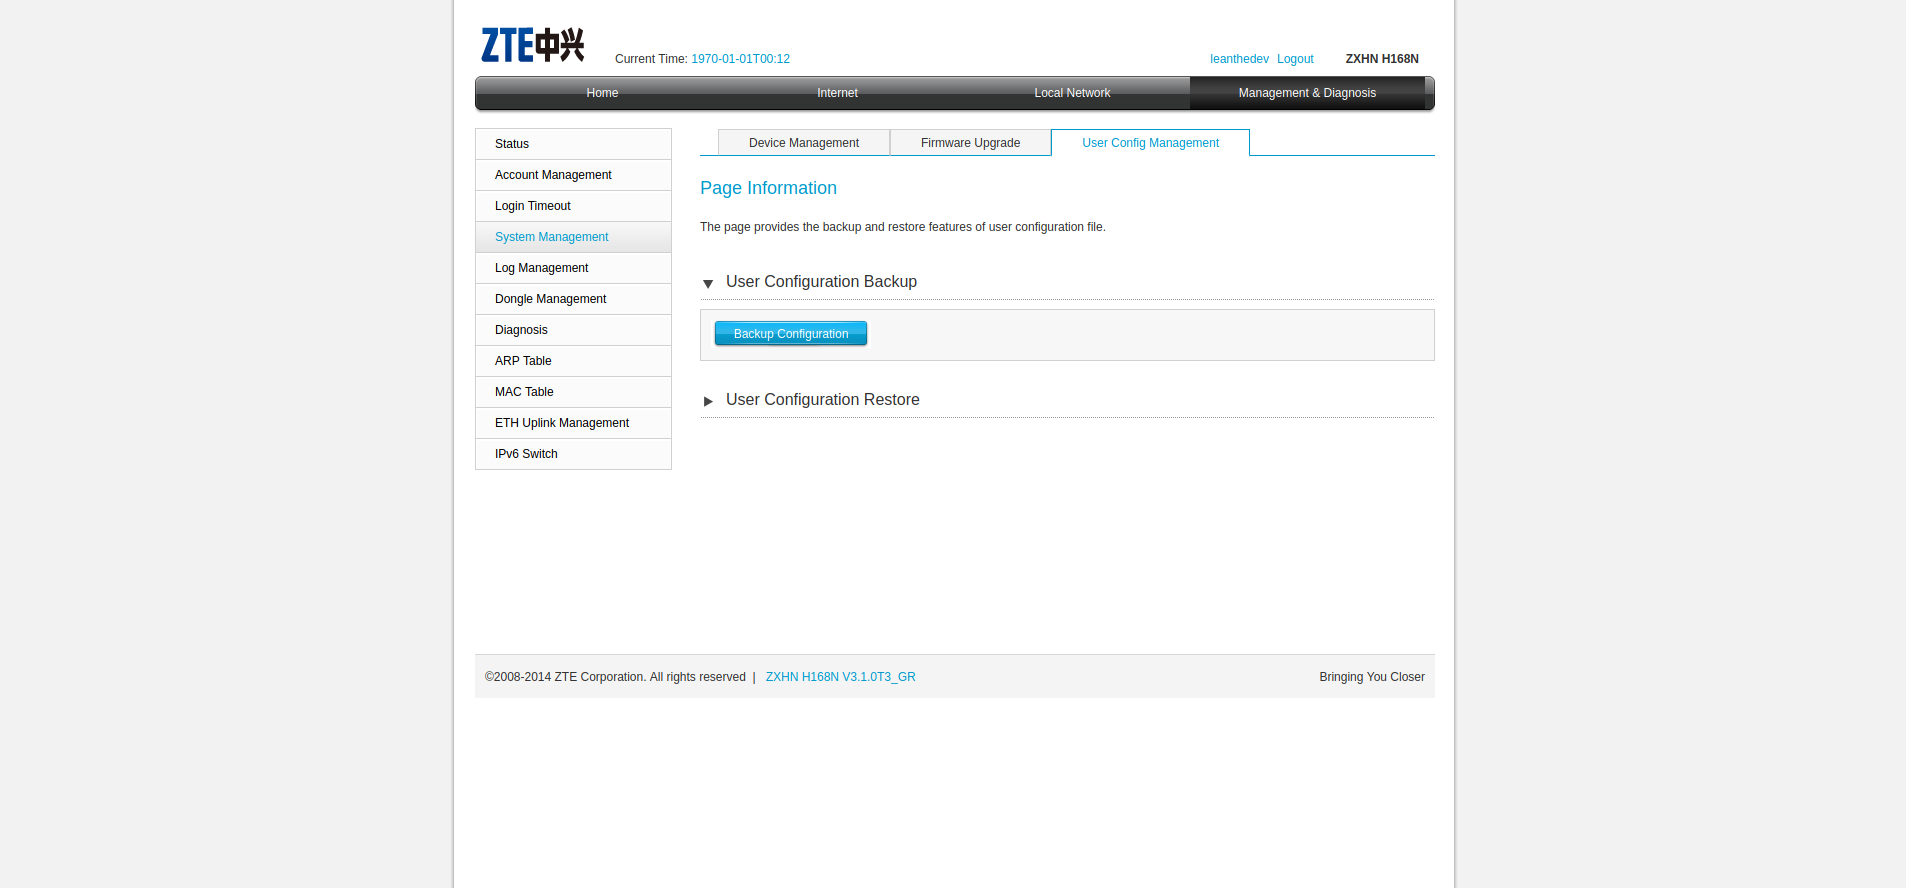 ZTE中兴
Current Time: 1970-01-01T00:12
leanthedev Logout ZXHN H168N
Home Internet Local Network Management & Diagnosis
Status
Account Management
Login Timeout
System Management
Log Management
Dongle Management
Diagnosis
ARP Table
MAC Table
ETH Uplink Management
IPv6 Switch
Device Management Firmware Upgrade User Config Management
Page Information
The page provides the backup and restore features of user configuration file.
User Configuration Backup
Backup Configuration
User Configuration Restore
©2008-2014 ZTE Corporation. All rights reserved | ZXHN H168N V3.1.0T3_GR
Bringing You Closer